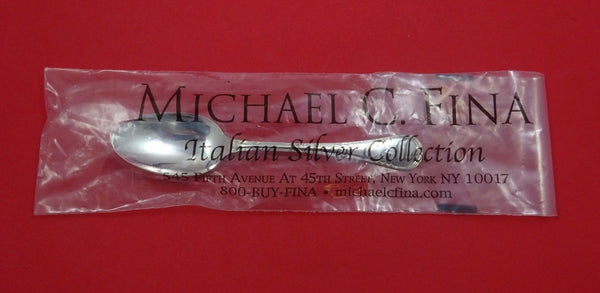 MICHAEL C. FINA
Italian Silver Collection
545 FIFTH AVENUE AT 45TH STREET, NEW YORK NY 10017
800-BUY-FINA • michaelcfina.com